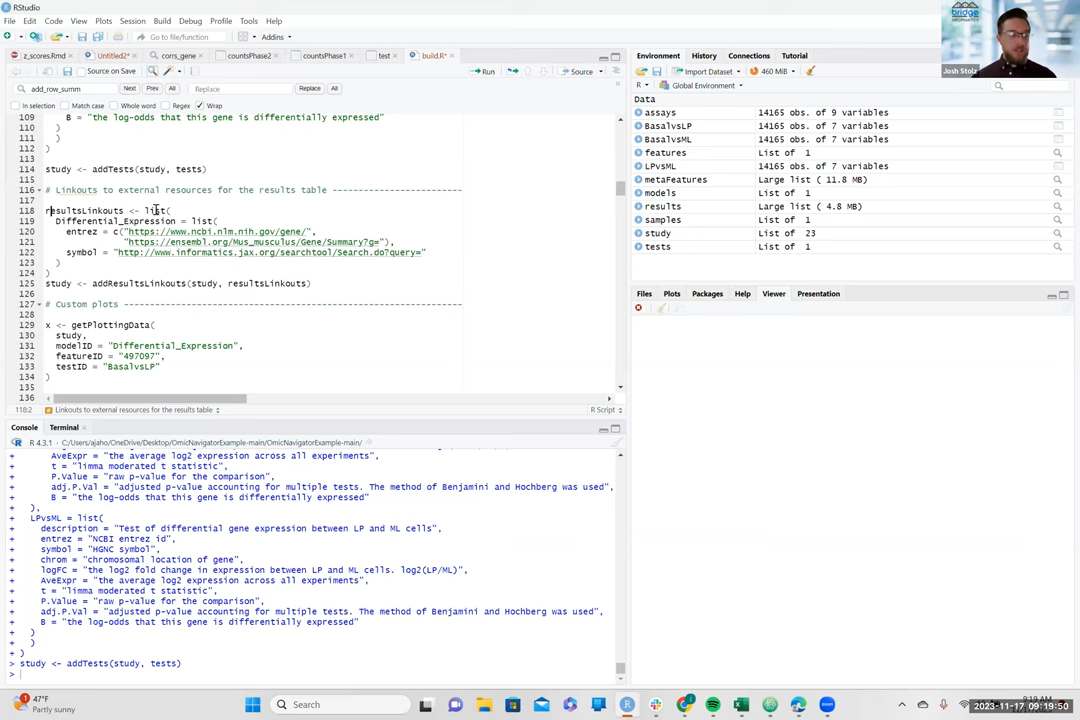 RStudio
File Edit Code View Plots Session Build Debug Profile Tools Help
Go to file/function
Addins
z_scores.Rmd Untitled2* corrs_gene countsPhase2 countsPhase1 test build.R*
Source on Save
Run Source
add_row_summ Next Prev All Replace Replace All
In selection Match case Whole word Regex Wrap
109 B = "the log-odds that this gene is differentially expressed"
110 )
111 )
112 )
113
114 study <- addTests(study, tests)
115
116 # Linkouts to external resources for the results table ------------------------
117
118 resultsLinkouts <- list(
119 Differential_Expression = list(
120 entrez = c("https://www.ncbi.nlm.nih.gov/gene/",
121 "https://ensembl.org/Mus_musculus/Gene/Summary?g="),
122 symbol = "http://www.informatics.jax.org/searchtool/Search.do?query="
123 )
124 )
125 study <- addResultsLinkouts(study, resultsLinkouts)
126
127 # Custom plots ----------------------------------------------------------------
128
129 x <- getPlottingData(
130 study,
131 modelID = "Differential_Expression",
132 featureID = "497097",
133 testID = "BasalvsLP"
134 )
135
136
118:2 Linkouts to external resources for the results table R Script
Console Terminal
R 4.3.1 · C:/Users/ajaho/OneDrive/Desktop/OmicNavigatorExample-main/OmicNavigatorExample-main/
+ AveExpr = "the average log2 expression across all experiments",
+ t = "limma moderated t statistic",
+ P.Value = "raw p-value for the comparison",
+ adj.P.Val = "adjusted p-value accounting for multiple tests. The method of Benjamini and Hochberg was used",
+ B = "the log-odds that this gene is differentially expressed"
+ ),
+ LPvsML = list(
+ description = "Test of differential gene expression between LP and ML cells",
+ entrez = "NCBI entrez id",
+ symbol = "HGNC symbol",
+ chrom = "chromosomal location of gene",
+ logFC = "the log2 fold change in expression between LP and ML cells. log2(LP/ML)",
+ AveExpr = "the average log2 expression across all experiments",
+ t = "limma moderated t statistic",
+ P.Value = "raw p-value for the comparison",
+ adj.P.Val = "adjusted p-value accounting for multiple tests. The method of Benjamini and Hochberg was used",
+ B = "the log-odds that this gene is differentially expressed"
+ )
+ )
+ )
> study <- addTests(study, tests)
>
Environment History Connections Tutorial
Import Dataset 460 MiB
R Global Environment
Data
assays 14165 obs. of 9 variables
BasalvsLP 14165 obs. of 7 variables
BasalvsML 14165 obs. of 7 variables
features List of 1
LPvsML 14165 obs. of 7 variables
metaFeatures Large list ( 11.8 MB)
models List of 1
results Large list ( 4.8 MB)
samples List of 1
study List of 23
tests List of 1
Files Plots Packages Help Viewer Presentation
bridge
INFORMATICS
Josh Stolz
47°F
Partly sunny
Search
2023-11-17 09:19:50